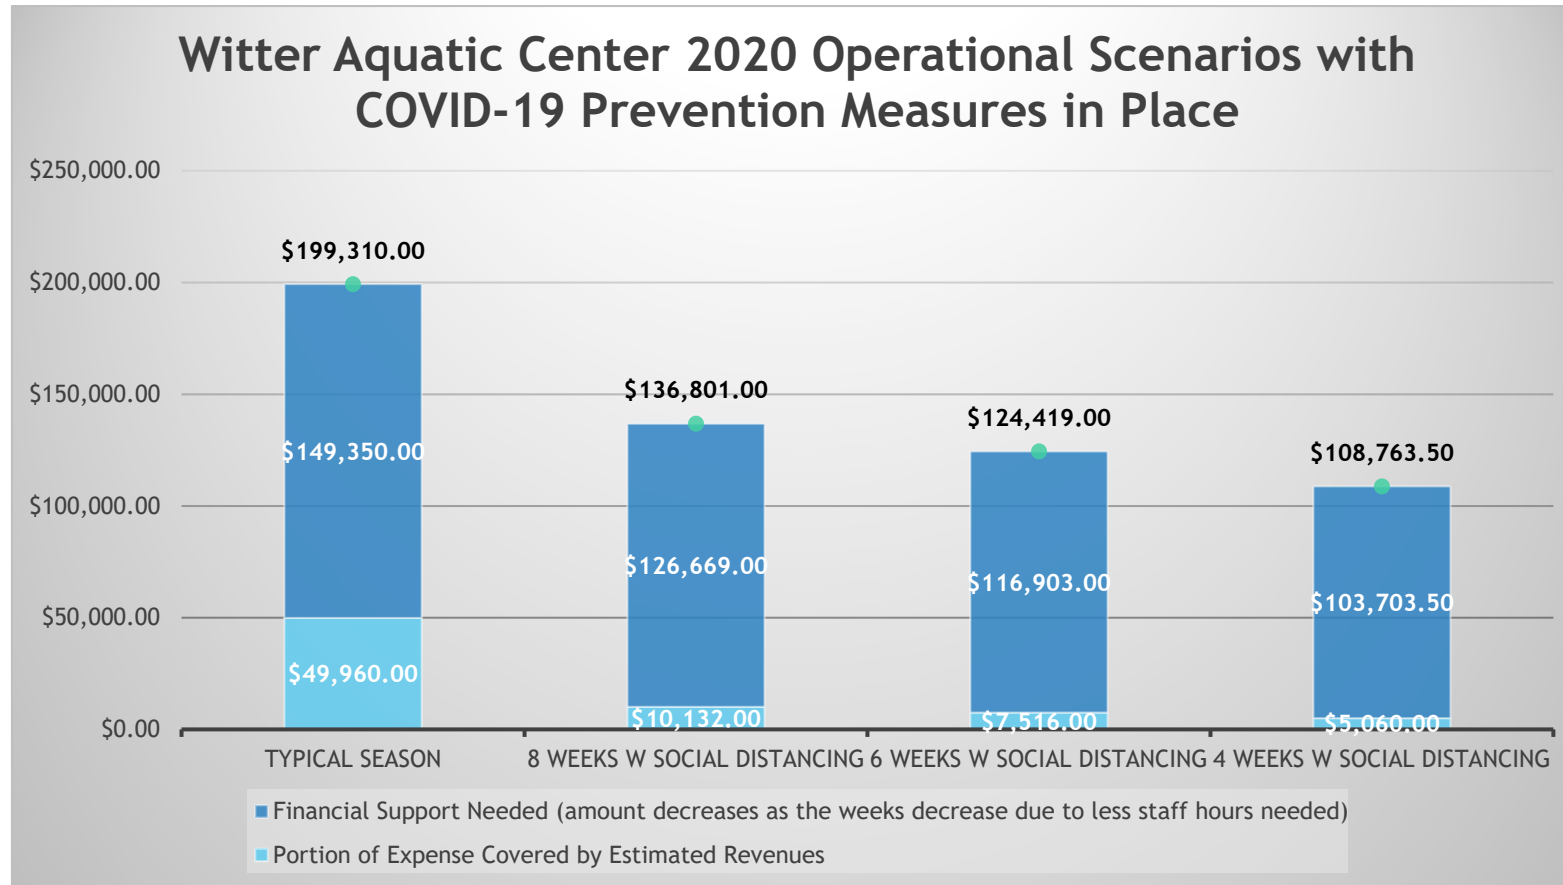 Witter Aquatic Center 2020 Operational Scenarios with
COVID-19 Prevention Measures in Place
$250,000.00
$200,000.00
$150,000.00
$100,000.00
$50,000.00
$0.00
$199,310.00
$149,350.00
$49,960.00
$136,801.00
$126,669.00
$10,132.00
$124,419.00
$116,903.00
$7,516.00
$108,763.50
$103,703.50
$5,060.00
TYPICAL SEASON
8 WEEKS W SOCIAL DISTANCING
6 WEEKS W SOCIAL DISTANCING
4 WEEKS W SOCIAL DISTANCING
Financial Support Needed (amount decreases as the weeks decrease due to less staff hours needed)
Portion of Expense Covered by Estimated Revenues